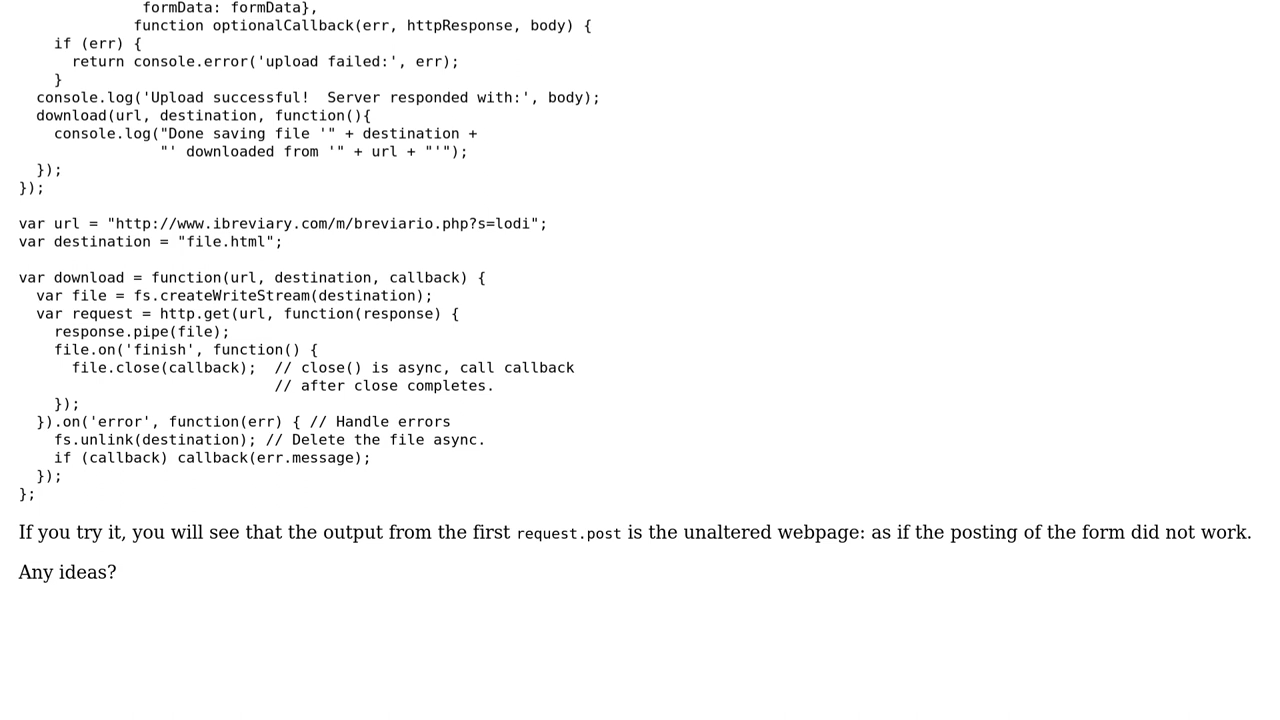 formData: formData},
function optionalCallback(err, httpResponse, body) {
if (err) {
return console.error('upload failed:', err);
}
console.log('Upload successful!  Server responded with:', body);
download(url, destination, function(){
console.log("Done saving file '" + destination +
"' downloaded from '" + url + "'");
});
});
var url = "http://www.ibreviary.com/m/breviario.php?s=lodi";
var destination = "file.html";
var download = function(url, destination, callback) {
var file = fs.createWriteStream(destination);
var request = http.get(url, function(response) {
response.pipe(file);
file.on('finish', function() {
file.close(callback);  // close() is async, call callback
// after close completes.
});
}).on('error', function(err) { // Handle errors
fs.unlink(destination); // Delete the file async.
if (callback) callback(err.message);
});
};
If you try it, you will see that the output from the first request.post is the unaltered webpage: as if the posting of the form did not work.
Any ideas?